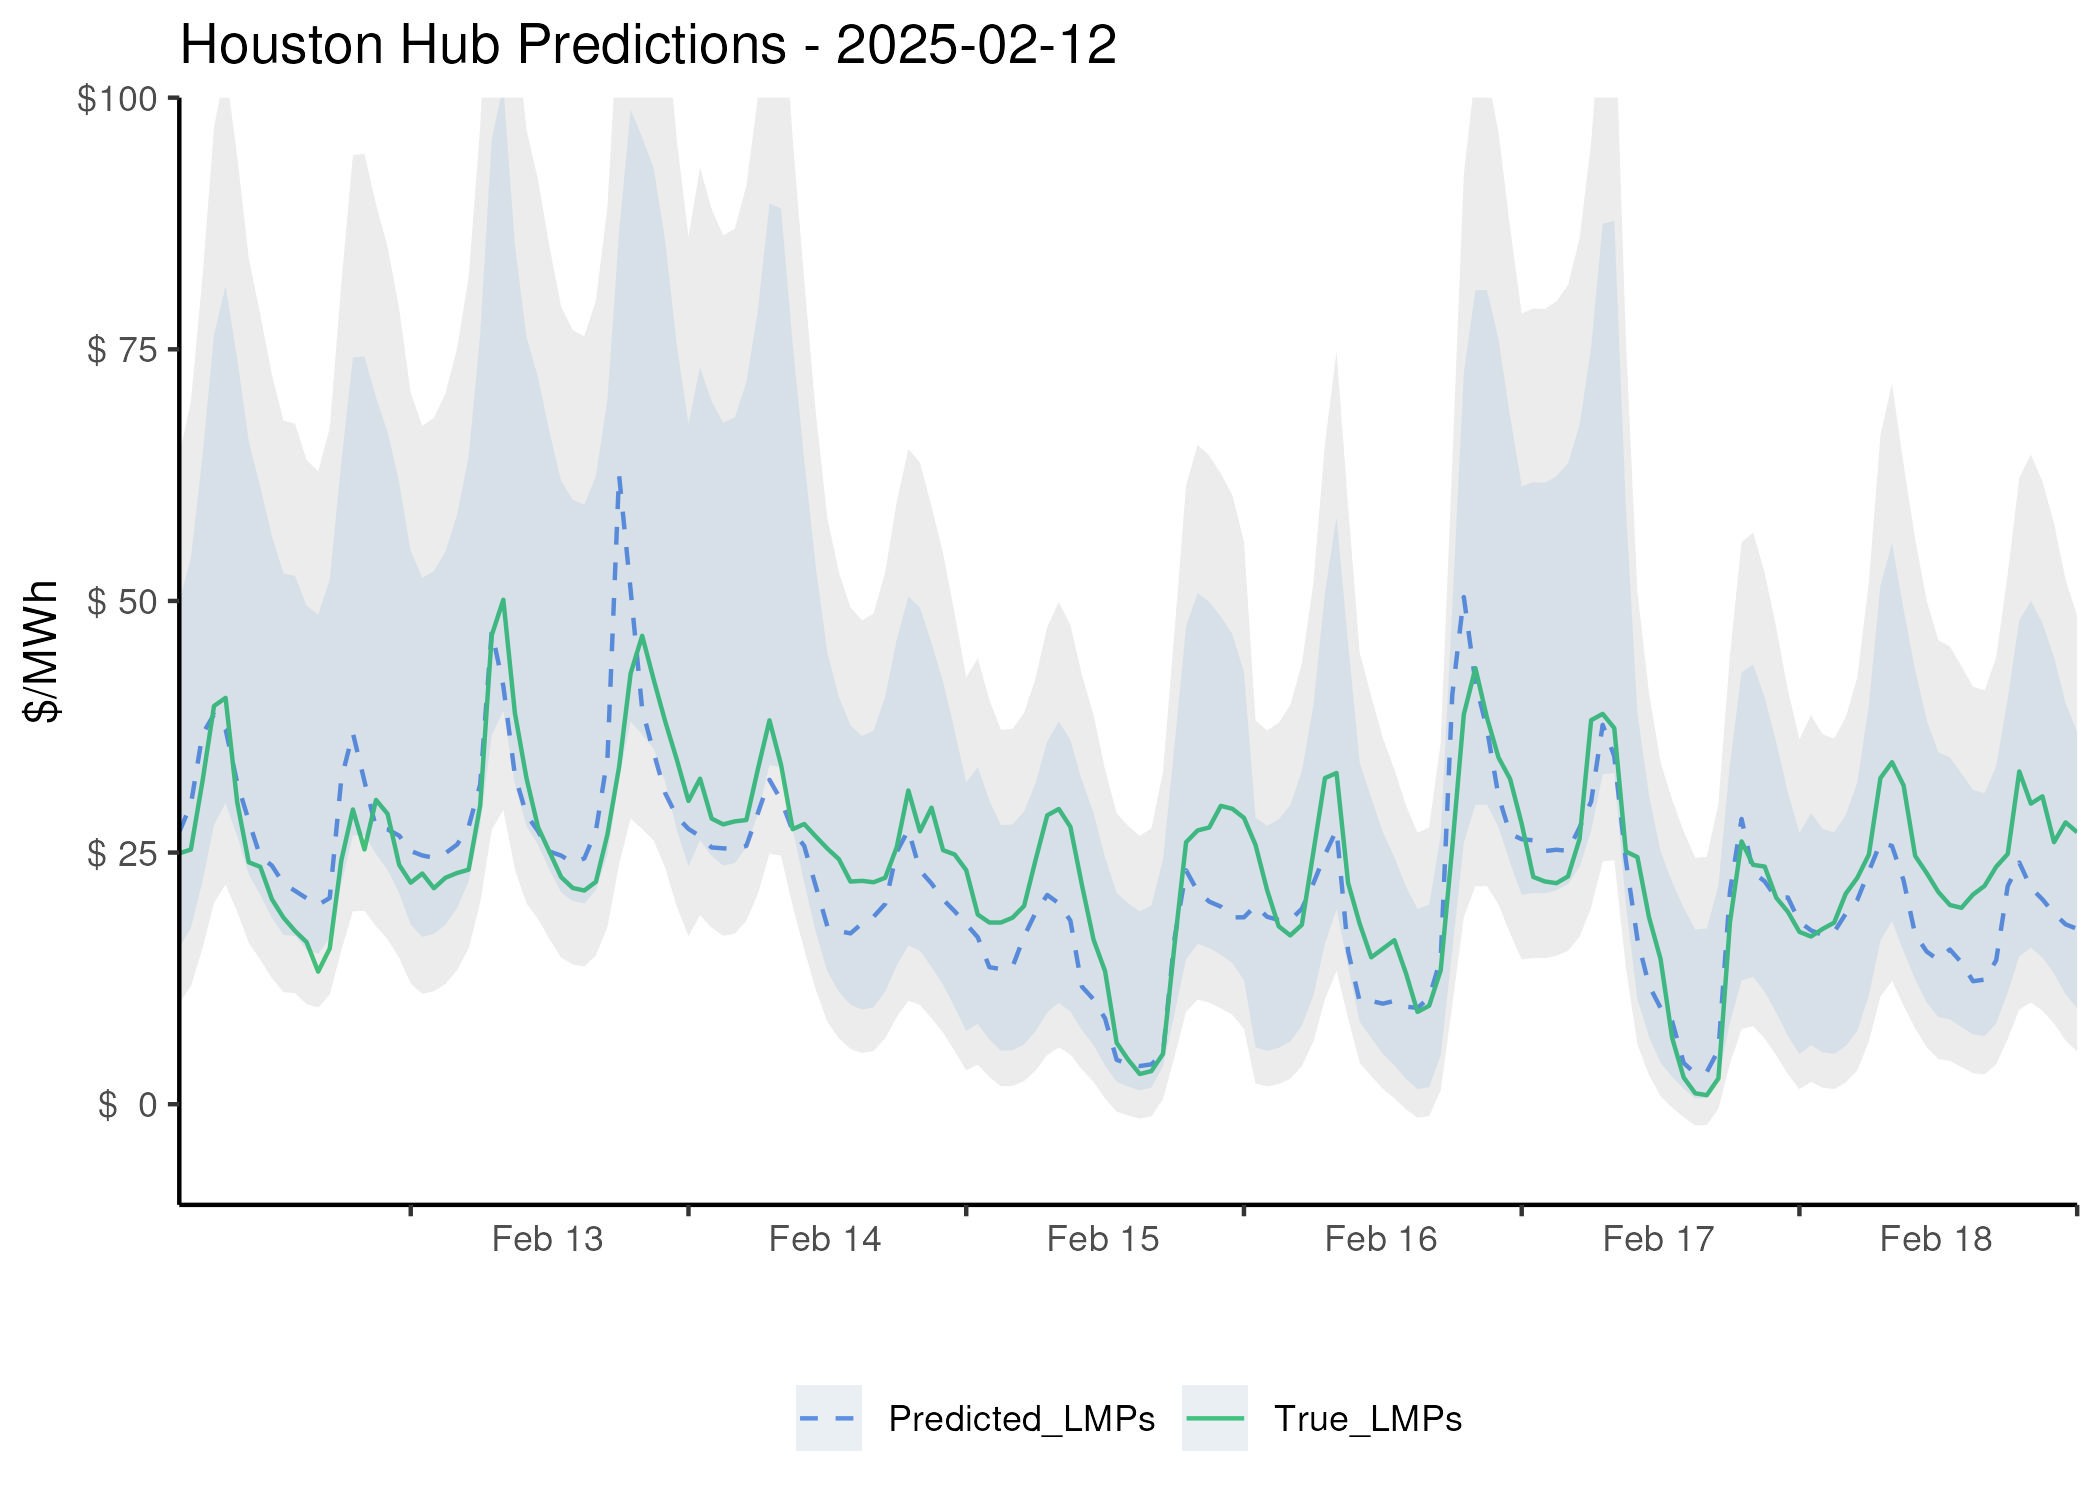 Houston Hub Predictions - 2025-02-12
$100
$ 75
$ 50
$ 25
$ 0
$/MWh
Feb 13
Feb 14
Feb 15
Feb 16
Feb 17
Feb 18
Predicted_LMPs
True_LMPs